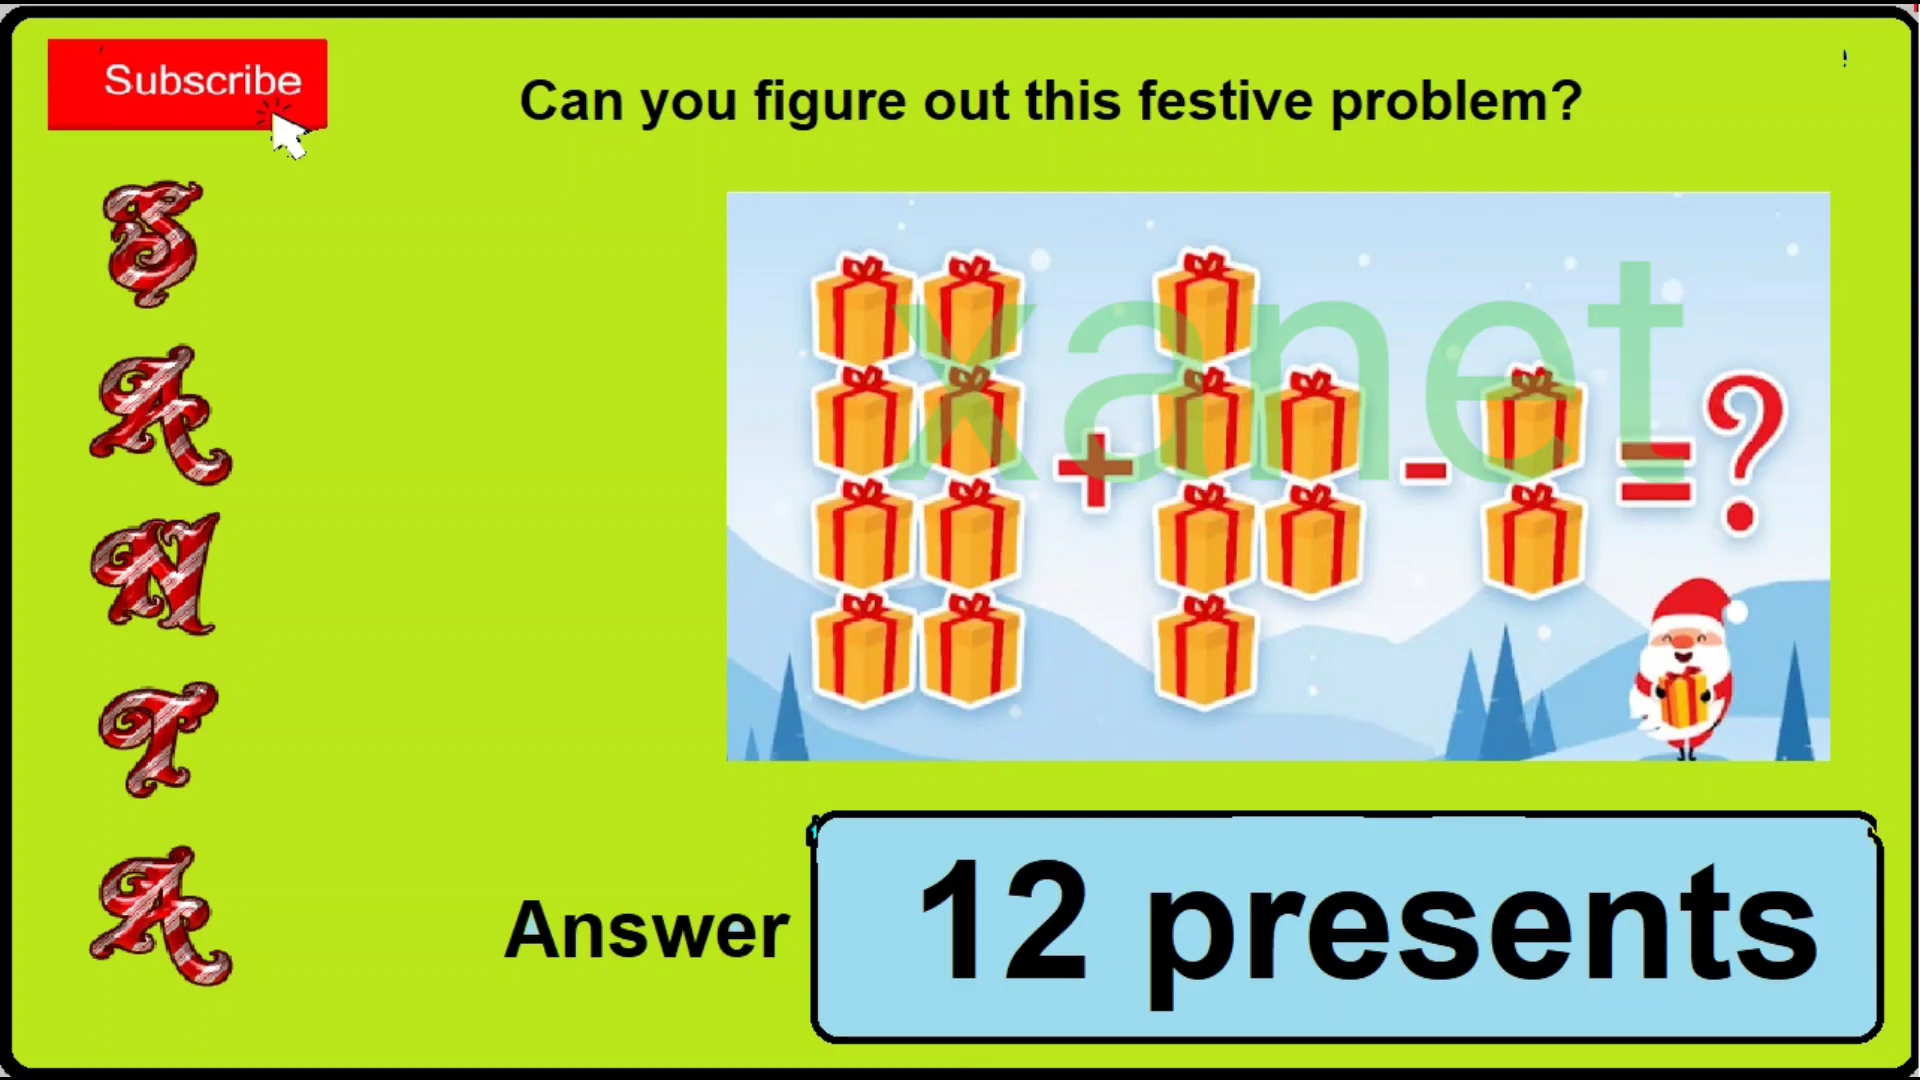 Subscribe
Can you figure out this festive problem?
S
A
N
T
A
xanet
+ - = ?
Answer
12 presents